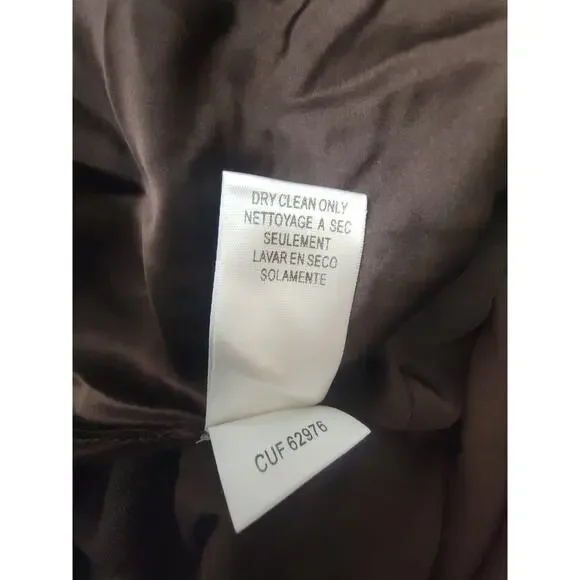 DRY CLEAN ONLY
NETTOYAGE A SEC
SEULEMENT
LAVAR EN SECO
SOLAMENTE
CUF 62976